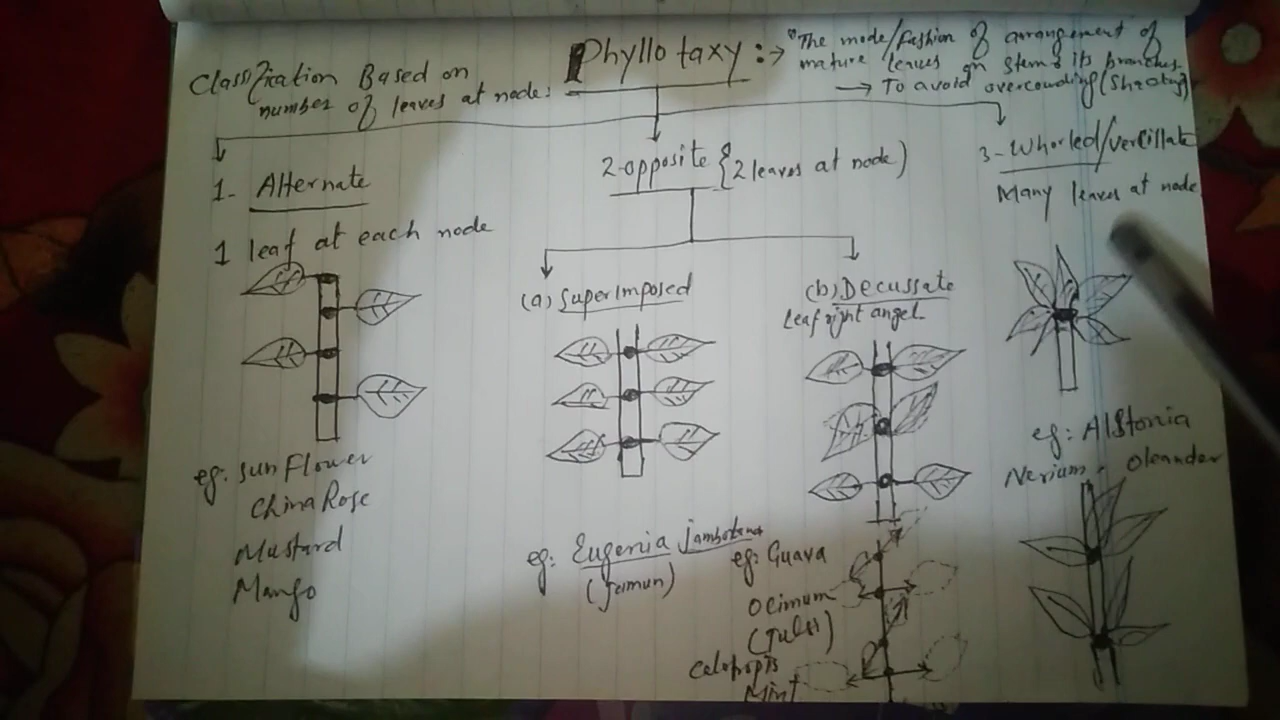 Phyllotaxy :→
"The mode/fashion of arrangement of
mature leaves on stem & its branches.
→ To avoid overcrowding (Shading)
Classification Based on
number of leaves at node:
1- Alternate
1 leaf at each node
eg: Sun Flower
China Rose
Mustard
Mango
2-opposite {2 leaves at node)
(a) Superimposed
eg: Eugenia
(Jamun)
(b) Decussate
Leaf right angel
eg: Guava
Ocimum
(Tulsi)
Mint
3-Whorled/Verticillate
Many leaves at node
eg: Alstonia
Nerium, Oleander